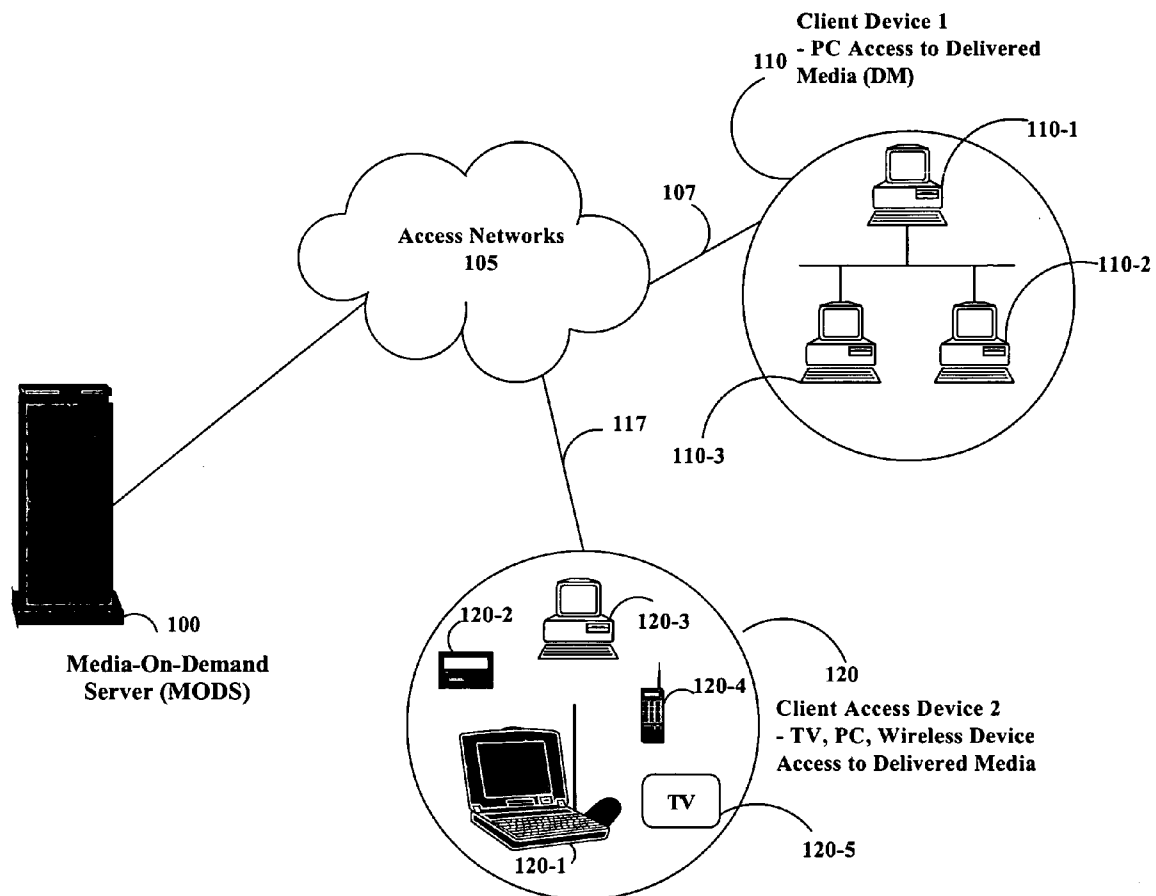 Client Device 1
- PC Access to Delivered
Media (DM)
110
110-1
107
Access Networks
105
110-2
117
110-3
100
Media-On-Demand
Server (MODS)
120-2
120-3
120-4
120
Client Access Device 2
- TV, PC, Wireless Device
Access to Delivered Media
TV
120-5
120-1